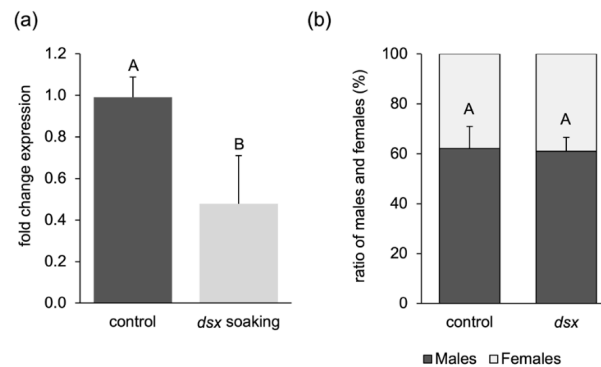 (a)
fold change expression
1.2
1.0
0.8
0.6
0.4
0.2
0.0
A
B
control
dsx soaking
(b)
ratio of males and females (%)
100
80
60
40
20
0
A
A
control
dsx
Males Females